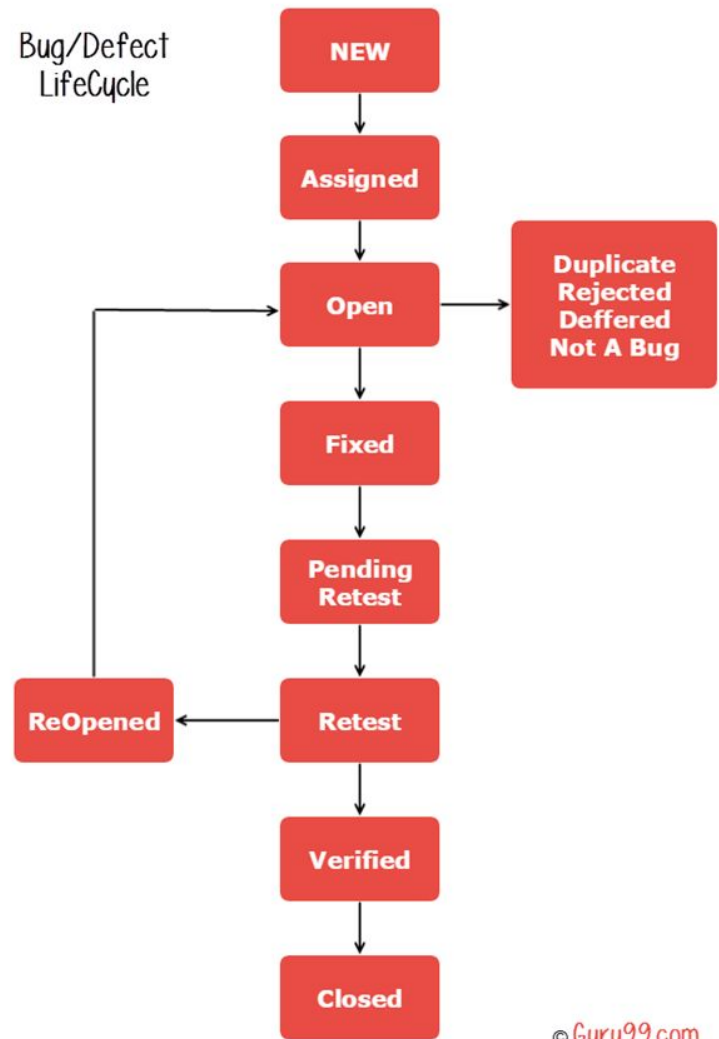 Bug/Defect
LifeCycle
NEW
Assigned
Open
Duplicate
Rejected
Deffered
Not A Bug
Fixed
Pending
Retest
ReOpened
Retest
Verified
Closed
© Guru99.com